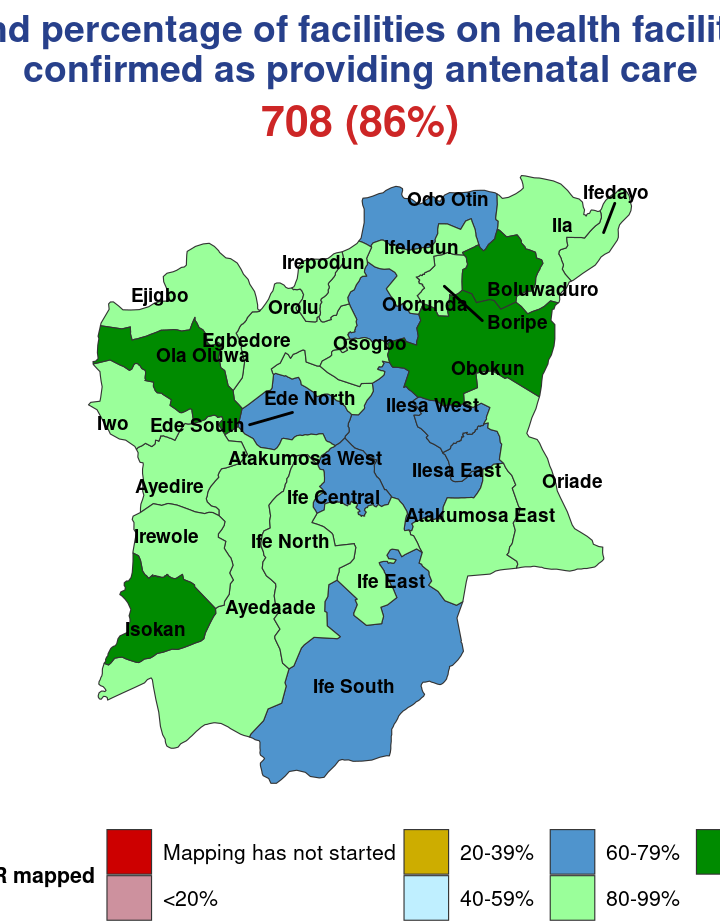 nd percentage of facilities on health facilit
confirmed as providing antenatal care
708 (86%)
Ifedayo
Odo Otin
Ila
Ifelodun
Irepodun
Boluwaduro
Ejigbo
Olorunda
Orolu
Boripe
Egbedore
Osogbo
Ola Oluwa
Obokun
Ede North
Ilesa West
Iwo
Ede South
Atakumosa West
Ilesa East
Oriade
Ayedire
Ife Central
Atakumosa East
Irewole
Ife North
Ife East
Ayedaade
Isokan
Ife South
R mapped
Mapping has not started
<20%
20-39%
40-59%
60-79%
80-99%